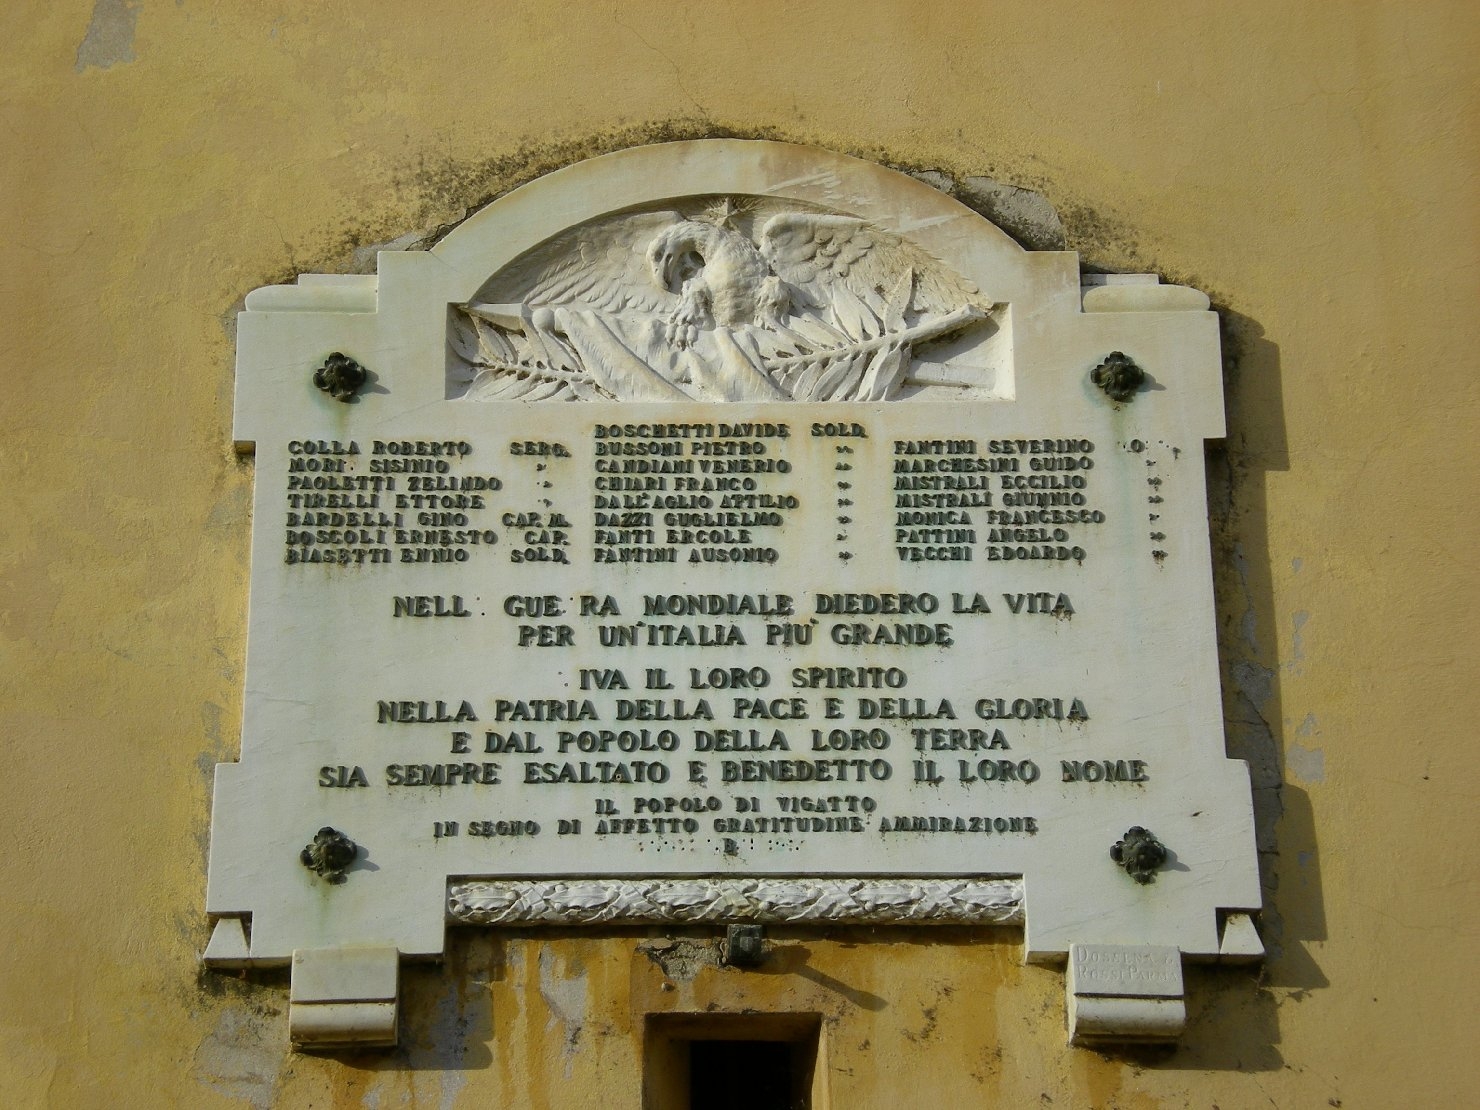 COLLA ROBERTO SERG.
MORI SISINIO "
PAOLETTI ZELINDO "
TIRELLI ETTORE "
BARDELLI GINO CAP. M.
BOSCOLI ERNESTO CAP.
BIASETTI ENNIO SOLD.
BOSCHETTI DAVIDE SOLD.
BUSSONI PIETRO "
CANDIANI VENERIO "
CHIARI FRANCO "
DALL'AGLIO ATTILIO "
DAZZI GUGLIELMO "
FANTI ERCOLE "
FANTINI AUSONIO "
FANTINI SEVERINO
MARCHESINI GUIDO "
MISTRALI ECCILIO "
MISTRALI GIUNNIO "
MONICA FRANCESCO "
PATTINI ANGELO "
VECCHI EDOARDO "
NELL GUE RA MONDIALE DIEDERO LA VITA
PER UN'ITALIA PIU' GRANDE
IVA IL LORO SPIRITO
NELLA PATRIA DELLA PACE E DELLA GLORIA
E DAL POPOLO DELLA LORO TERRA
SIA SEMPRE ESALTATO E BENEDETTO IL LORO NOME
IL POPOLO DI VIGATTO
IN SEGNO DI AFFETTO GRATITUDINE AMMIRAZIONE
DOSSENA &
ROSSI PARMA